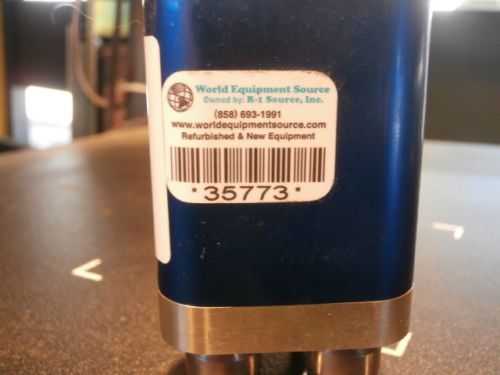 World Equipment Source
Owned by: R-1 Source, Inc.
(858) 693-1991
www.worldequipmentsource.com
Refurbished & New Equipment
*35773*